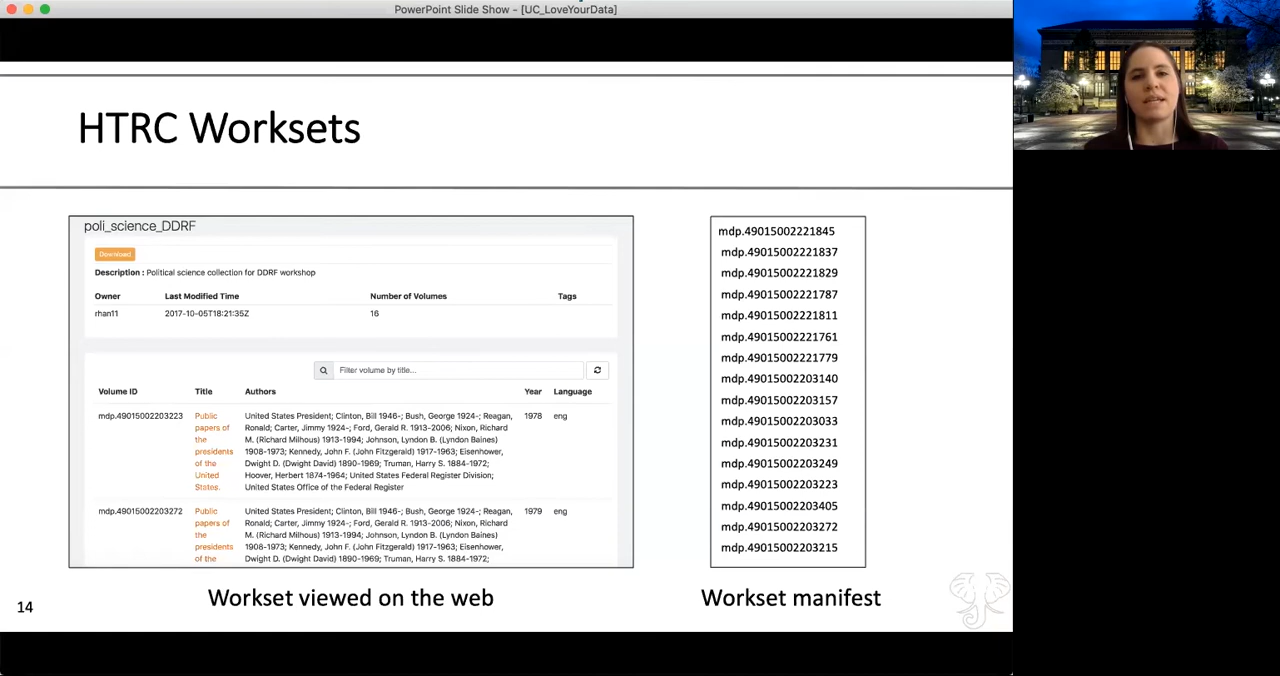 PowerPoint Slide Show - [UC_LoveYourData]
HTRC Worksets
poli_science_DDRF
Download
Description : Political science collection for DDRF workshop
Owner Last Modified Time Number of Volumes Tags
rhan11 2017-10-05T18:21:35Z 16
Filter volume by title...
Volume ID Title Authors Year Language
mdp.49015002203223 Public United States President; Clinton, Bill 1946-; Bush, George 1924-; Reagan, 1978 eng
papers of Ronald; Carter, Jimmy 1924-; Ford, Gerald R. 1913-2006; Nixon, Richard
the M. (Richard Milhous) 1913-1994; Johnson, Lyndon B. (Lyndon Baines)
presidents 1908-1973; Kennedy, John F. (John Fitzgerald) 1917-1963; Eisenhower,
of the Dwight D. (Dwight David) 1890-1969; Truman, Harry S. 1884-1972;
United Hoover, Herbert 1874-1964; United States Federal Register Division;
States. United States Office of the Federal Register
mdp.49015002203272 Public United States President; Clinton, Bill 1946-; Bush, George 1924-; Reagan, 1979 eng
papers of Ronald; Carter, Jimmy 1924-; Ford, Gerald R. 1913-2006; Nixon, Richard
the M. (Richard Milhous) 1913-1994; Johnson, Lyndon B. (Lyndon Baines)
presidents 1908-1973; Kennedy, John F. (John Fitzgerald) 1917-1963; Eisenhower,
of the Dwight D. (Dwight David) 1890-1969; Truman, Harry S. 1884-1972;
Workset viewed on the web
mdp.49015002221845
mdp.49015002221837
mdp.49015002221829
mdp.49015002221787
mdp.49015002221811
mdp.49015002221761
mdp.49015002221779
mdp.49015002203140
mdp.49015002203157
mdp.49015002203033
mdp.49015002203231
mdp.49015002203249
mdp.49015002203223
mdp.49015002203405
mdp.49015002203272
mdp.49015002203215
Workset manifest
14